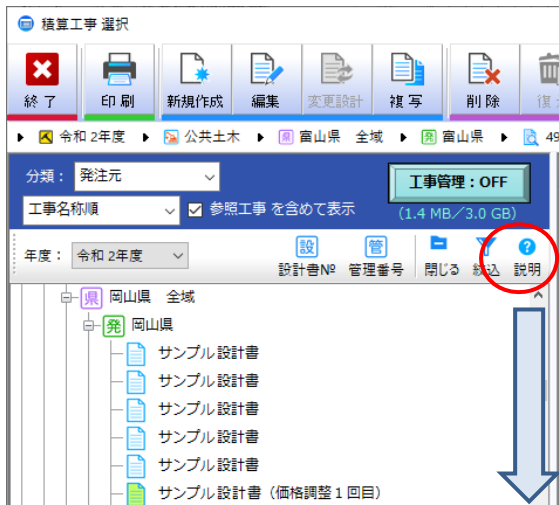 積算工事 選択
終 了 印 刷 新規作成 編集 変更設計 複 写 削 除
令和 2年度 公共土木 富山県 全域 発 富山県 49
分類： 発注元 工事管理：OFF
工事名称順 参照工事 を含めて表示 (1.4 MB／3.0 GB)
設 管
年度： 令和 2年度 設計書№ 管理番号 閉じる 絞込 説明
県 岡山県 全域
発 岡山県
サンプル設計書
サンプル設計書
サンプル設計書
サンプル設計書
サンプル設計書
サンプル設計書（価格調整１回目）